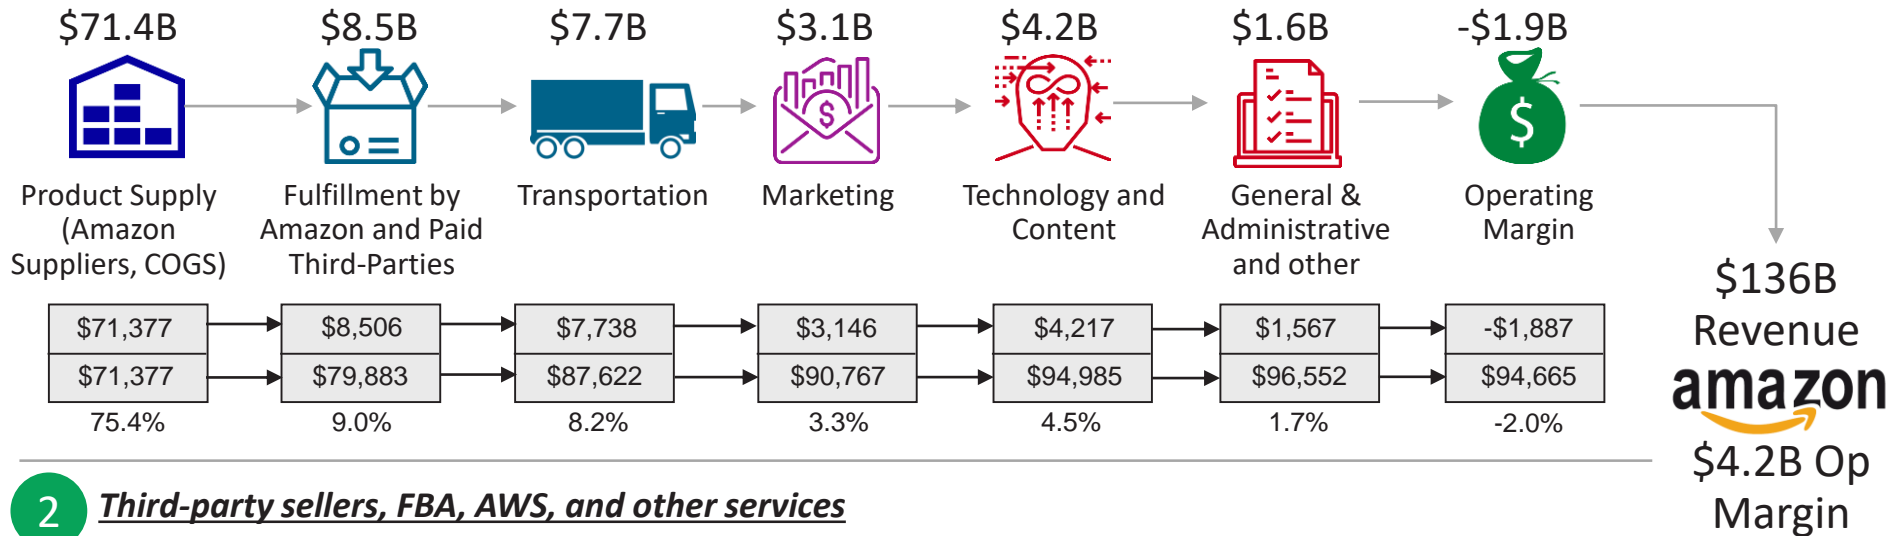 $71.4B
$8.5B
$7.7B
$3.1B
$4.2B
$1.6B
-$1.9B
$
$
Product Supply
(Amazon
Suppliers, COGS)
Fulfillment by
Amazon and Paid
Third-Parties
Transportation
Marketing
Technology and
Content
General &
Administrative
and other
Operating
Margin
$71,377
$8,506
$7,738
$3,146
$4,217
$1,567
-$1,887
$71,377
$79,883
$87,622
$90,767
$94,985
$96,552
$94,665
75.4%
9.0%
8.2%
3.3%
4.5%
1.7%
-2.0%
$136B
Revenue
amazon
$4.2B Op
Margin
2 Third-party sellers, FBA, AWS, and other services